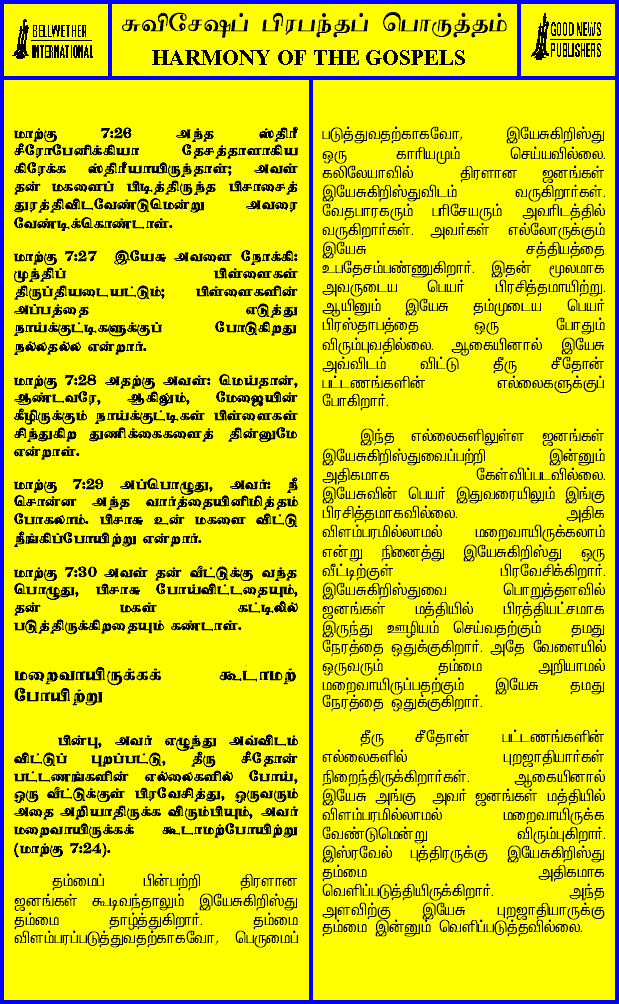 BELLWETHER
INTERNATIONAL
சுவிசேஷப் பிரபந்தப் பொருத்தம்
HARMONY OF THE GOSPELS
GOOD NEWS
PUBLISHERS
மாற்கு 7:26 அந்த ஸ்திரீ
சீரோபேனிக்கியா தேசத்தாளாகிய
கிரேக்க ஸ்திரீயாயிருந்தாள்; அவள்
தன் மகளைப் பிடித்திருந்த பிசாசைத்
துரத்திவிடவேண்டுமென்று அவரை
வேண்டிக்கொண்டாள்.
மாற்கு 7:27 இயேசு அவளை நோக்கி:
முந்திப் பிள்ளைகள்
திருப்தியடையட்டும்; பிள்ளைகளின்
அப்பத்தை எடுத்து
நாய்க்குட்டிகளுக்குப் போடுகிறது
நல்லதல்ல என்றார்.
மாற்கு 7:28 அதற்கு அவள்: மெய்தான்,
ஆண்டவரே, ஆகிலும், மேஜையின்
கீழிருக்கும் நாய்க்குட்டிகள் பிள்ளைகள்
சிந்துகிற துணிக்கைகளைத் தின்னுமே
என்றாள்.
மாற்கு 7:29 அப்பொழுது, அவர்: நீ
சொன்ன அந்த வார்த்தையினிமித்தம்
போகலாம். பிசாசு உன் மகளை விட்டு
நீங்கிப்போயிற்று என்றார்.
மாற்கு 7:30 அவள் தன் வீட்டுக்கு வந்த
பொழுது, பிசாசு போய்விட்டதையும்,
தன் மகள் கட்டிலில்
படுத்திருக்கிறதையும் கண்டாள்.
மறைவாயிருக்கக் கூடாமற்
போயிற்று
பின்பு, அவர் எழுந்து அவ்விடம்
விட்டுப் புறப்பட்டு, தீரு சீதோன்
பட்டணங்களின் எல்லைகளில் போய்,
ஒரு வீட்டுக்குள் பிரவேசித்து, ஒருவரும்
அதை அறியாதிருக்க விரும்பியும், அவர்
மறைவாயிருக்கக் கூடாமற்போயிற்று
(மாற்கு 7:24).
தம்மைப் பின்பற்றி திரளான
ஜனங்கள் கூடிவந்தாலும் இயேசுகிறிஸ்து
தம்மை தாழ்த்துகிறார். தம்மை
விளம்பரப்படுத்துவதற்காகவோ, பெருமைப்
படுத்துவதற்காகவோ, இயேசுகிறிஸ்து
ஒரு காரியமும் செய்யவில்லை.
கலிலேயாவில் திரளான ஜனங்கள்
இயேசுகிறிஸ்துவிடம் வருகிறார்கள்.
வேதபாரகரும் பரிசேயரும் அவரிடத்தில்
வருகிறார்கள். அவர்கள் எல்லோருக்கும்
இயேசு சத்தியத்தை
உபதேசம்பண்ணுகிறார். இதன் மூலமாக
அவருடைய பெயர் பிரசித்தமாயிற்று.
ஆயினும் இயேசு தம்முடைய பெயர்
பிரஸ்தாபத்தை ஒரு போதும்
விரும்புவதில்லை. ஆகையினால் இயேசு
அவ்விடம் விட்டு தீரு சீதோன்
பட்டணங்களின் எல்லைகளுக்குப்
போகிறார்.
இந்த எல்லைகளிலுள்ள ஜனங்கள்
இயேசுகிறிஸ்துவைப்பற்றி இன்னும்
அதிகமாக கேள்விப்படவில்லை.
இயேசுவின் பெயர் இதுவரையிலும் இங்கு
பிரசித்தமாகவில்லை. அதிக
விளம்பரமில்லாமல் மறைவாயிருக்கலாம்
என்று நினைத்து இயேசுகிறிஸ்து ஒரு
வீட்டிற்குள் பிரவேசிக்கிறார்.
இயேசுகிறிஸ்துவை பொறுத்தளவில்
ஜனங்கள் மத்தியில் பிரத்தியட்சமாக
இருந்து ஊழியம் செய்வதற்கும் தமது
நேரத்தை ஒதுக்குகிறார். அதே வேளையில்
ஒருவரும் தம்மை அறியாமல்
மறைவாயிருப்பதற்கும் இயேசு தமது
நேரத்தை ஒதுக்குகிறார்.
தீரு சீதோன் பட்டணங்களின்
எல்லைகளில் புறஜாதியார்கள்
நிறைந்திருக்கிறார்கள். ஆகையினால்
இயேசு அங்கு அவர் ஜனங்கள் மத்தியில்
விளம்பரமில்லாமல் மறைவாயிருக்க
வேண்டுமென்று விரும்புகிறார்.
இஸ்ரவேல் புத்திரருக்கு இயேசுகிறிஸ்து
தம்மை அதிகமாக
வெளிப்படுத்தியிருக்கிறார். அந்த
அளவிற்கு இயேசு புறஜாதியாருக்கு
தம்மை இன்னும் வெளிப்படுத்தவில்லை.